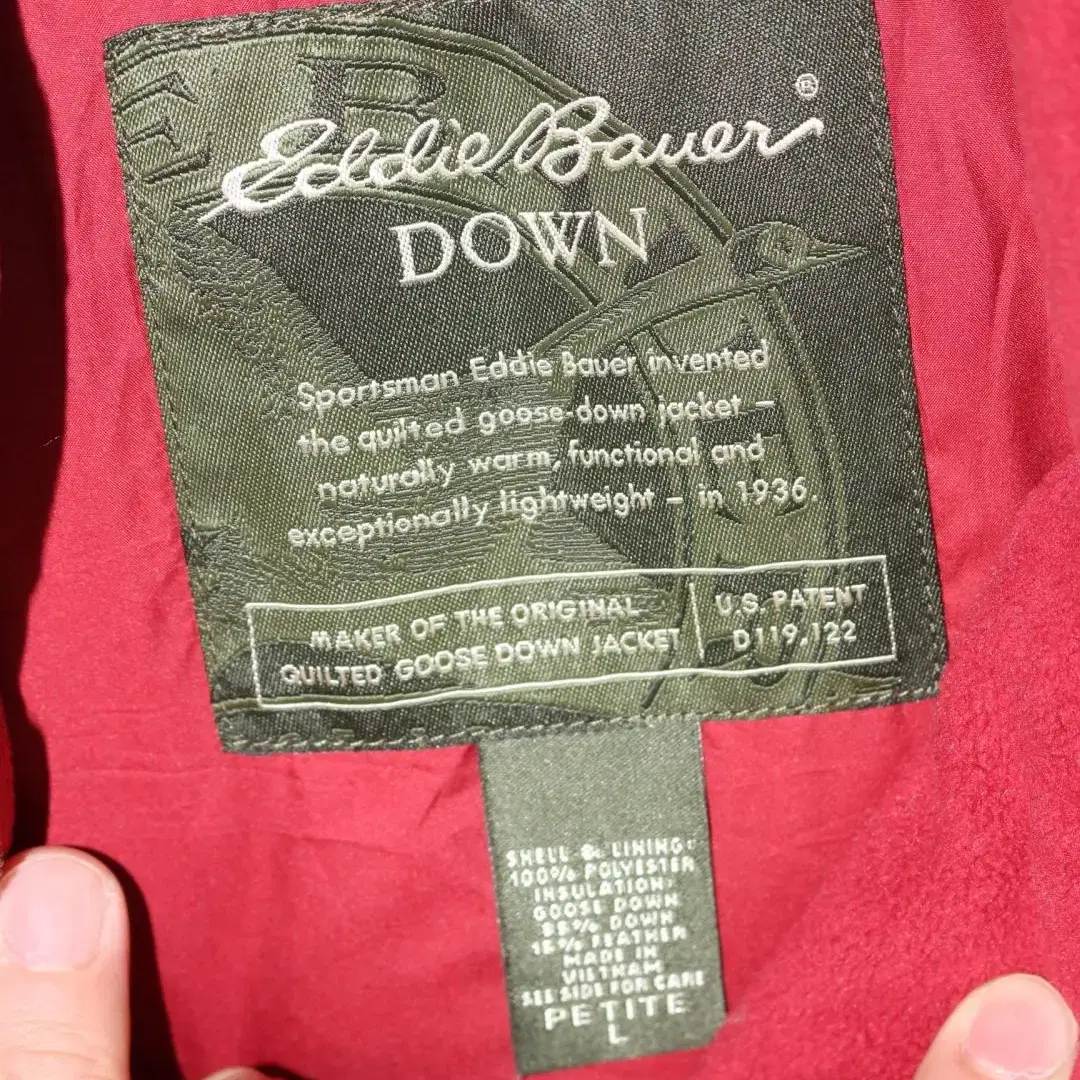 EB
Eddie Bauer ®
DOWN
Sportsman Eddie Bauer invented
the quilted goose-down jacket –
naturally warm, functional and
exceptionally lightweight – in 1936.
MAKER OF THE ORIGINAL
QUILTED GOOSE DOWN JACKET
U.S. PATENT
D119,122
SHELL & LINING:
100% POLYESTER
INSULATION:
GOOSE DOWN
DOWN
FEATHER
MADE IN
VIETNAM
SEE SIDE FOR CARE
PETITE
L